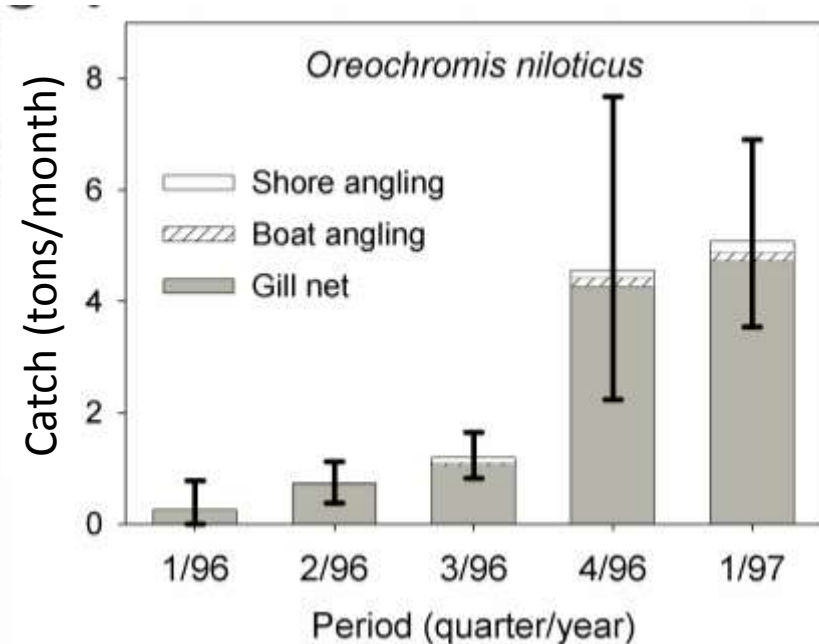 Oreochromis niloticus
Catch (tons/month)
8
6
4
2
0
Shore angling
Boat angling
Gill net
1/96 2/96 3/96 4/96 1/97
Period (quarter/year)